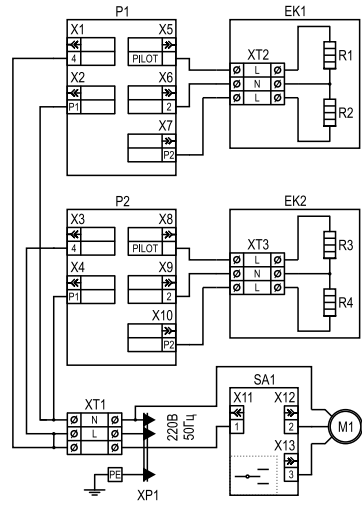 P1
EK1
X1
X5
4
PILOT
XT2
L
N
L
R1
R2
X2
X6
P1
2
X7
P2
P2
EK2
X3
X8
4
PILOT
XT3
L
N
L
R3
R4
X4
X9
P1
2
X10
P2
XT1
N
L
220В
50Гц
PE
XP1
SA1
X11
X12
1
2
X13
3
M1